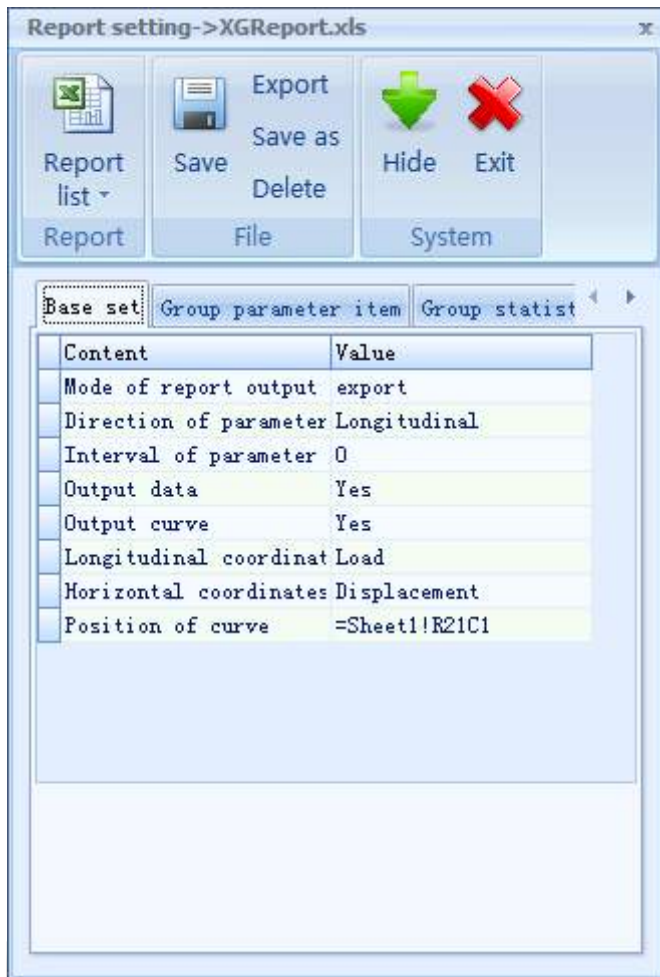 Report setting->XGReport.xls x
Report list
Save
Export
Save as
Delete
Hide
Exit
Report
File
System
Base set Group parameter item Group statist
Content Value
Mode of report output export
Direction of parameter Longitudinal
Interval of parameter 0
Output data Yes
Output curve Yes
Longitudinal coordinat Load
Horizontal coordinates Displacement
Position of curve =Sheet1!R21C1